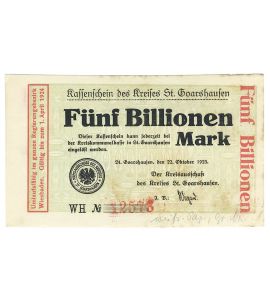 Kassenschein des Kreises St. Goarshausen
Fünf Billionen
Mark
Dieser Kassenschein kann jederzeit bei
der Kreiskommunalkasse in St. Goarshausen
eingelöst werden.
St. Goarshausen, den 22. Oktober 1923.
Der Kreisausschuß
des Kreises St. Goarshausen.
WH № 12573
Umlaufsfähig im ganzen Regierungsbezirk
Wiesbaden. Gültig bis zum 1. April 1924
Fünf Billionen